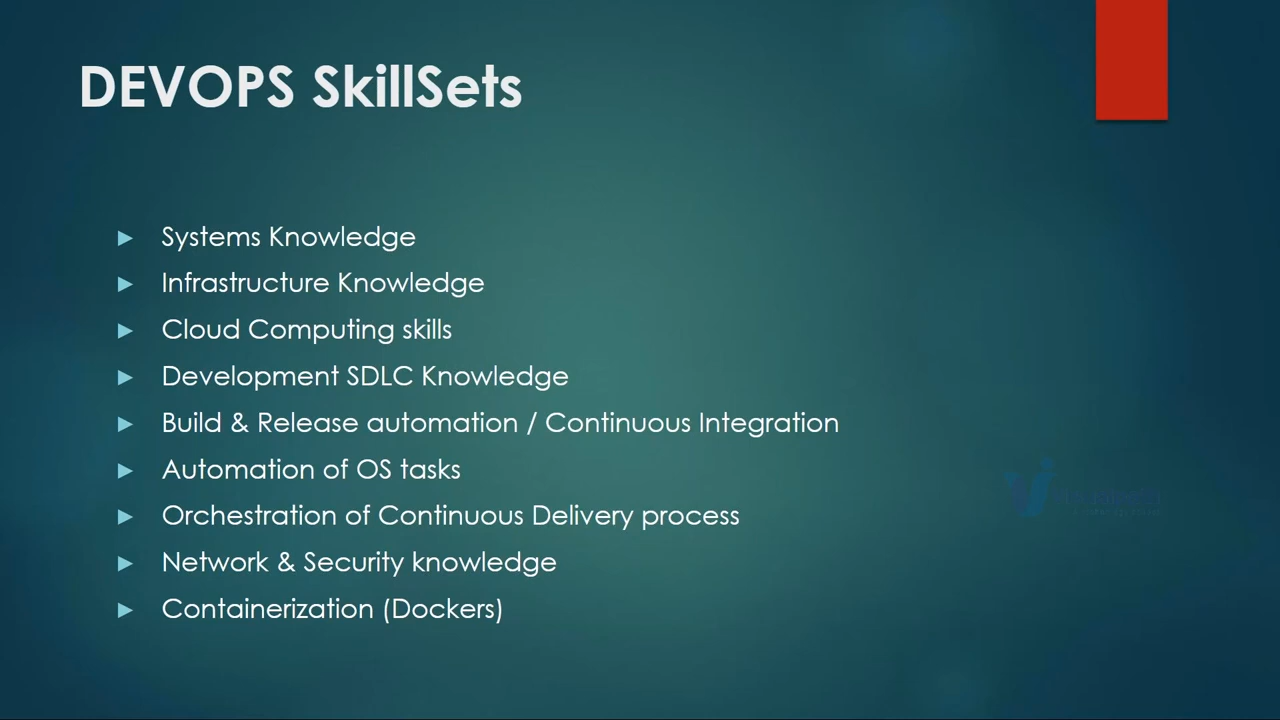 DEVOPS SkillSets
Systems Knowledge
Infrastructure Knowledge
Cloud Computing skills
Development SDLC Knowledge
Build & Release automation / Continuous Integration
Automation of OS tasks
Orchestration of Continuous Delivery process
Network & Security knowledge
Containerization (Dockers)